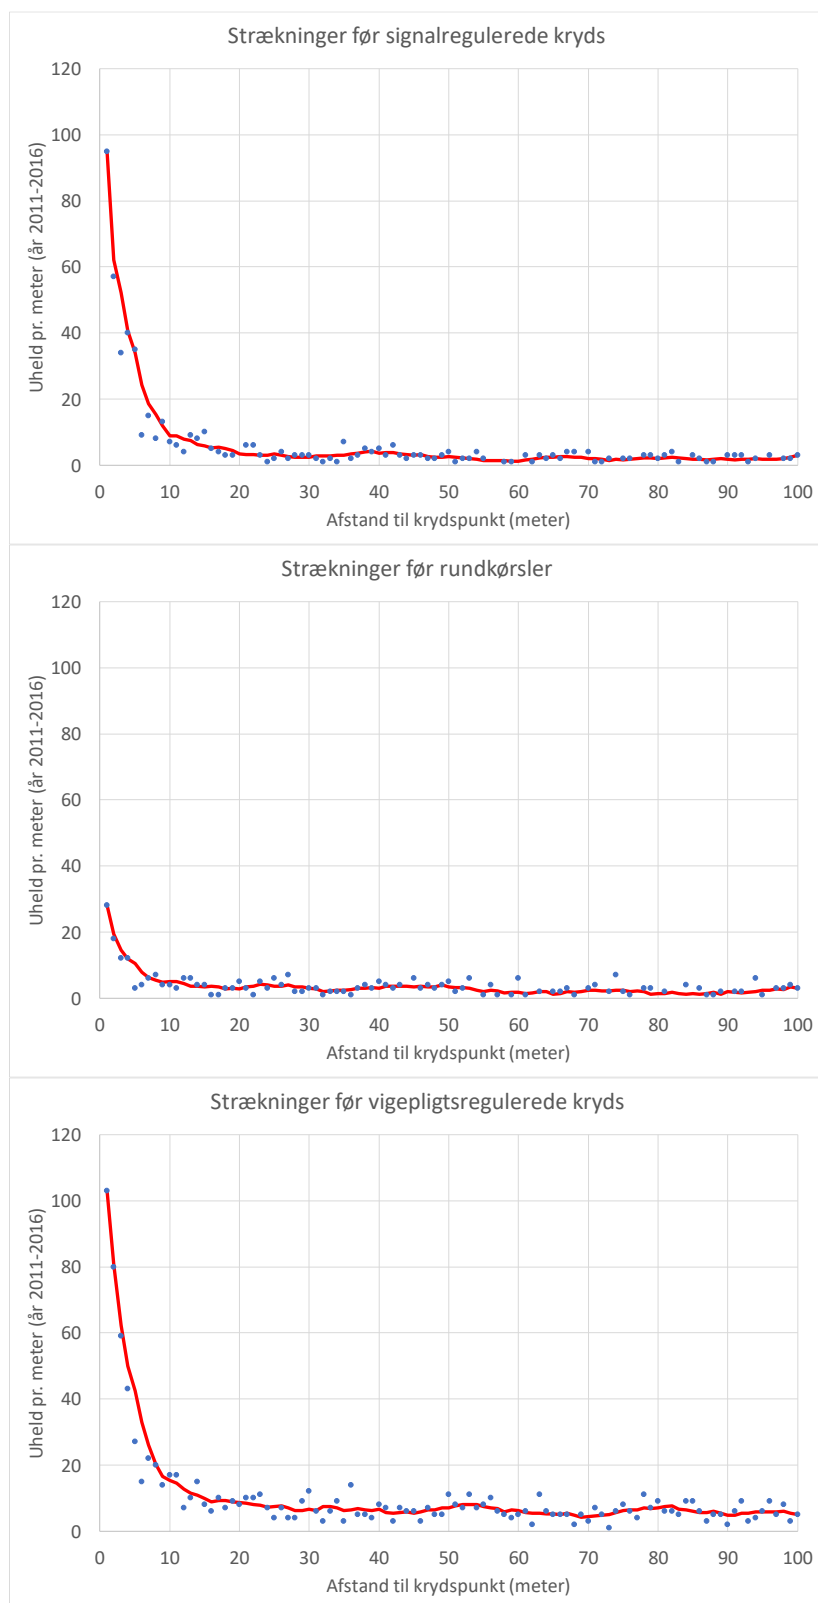 Strækninger før signalregulerede kryds
Uheld pr. meter (år 2011-2016)
120
100
80
60
40
20
0
0 10 20 30 40 50 60 70 80 90 100
Afstand til krydspunkt (meter)
Strækninger før rundkørsler
Uheld pr. meter (år 2011-2016)
120
100
80
60
40
20
0
0 10 20 30 40 50 60 70 80 90 100
Afstand til krydspunkt (meter)
Strækninger før vigepligtsregulerede kryds
Uheld pr. meter (år 2011-2016)
120
100
80
60
40
20
0
0 10 20 30 40 50 60 70 80 90 100
Afstand til krydspunkt (meter)